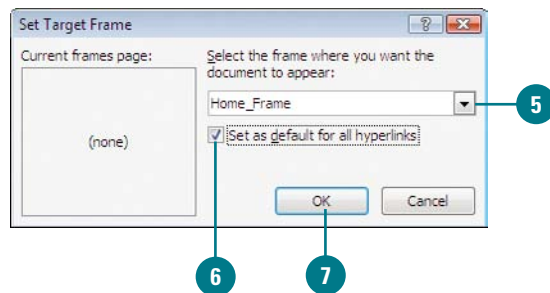 Set Target Frame
Current frames page:
(none)
Select the frame where you want the
document to appear:
Home_Frame
Set as default for all hyperlinks
OK
Cancel
5
6
7